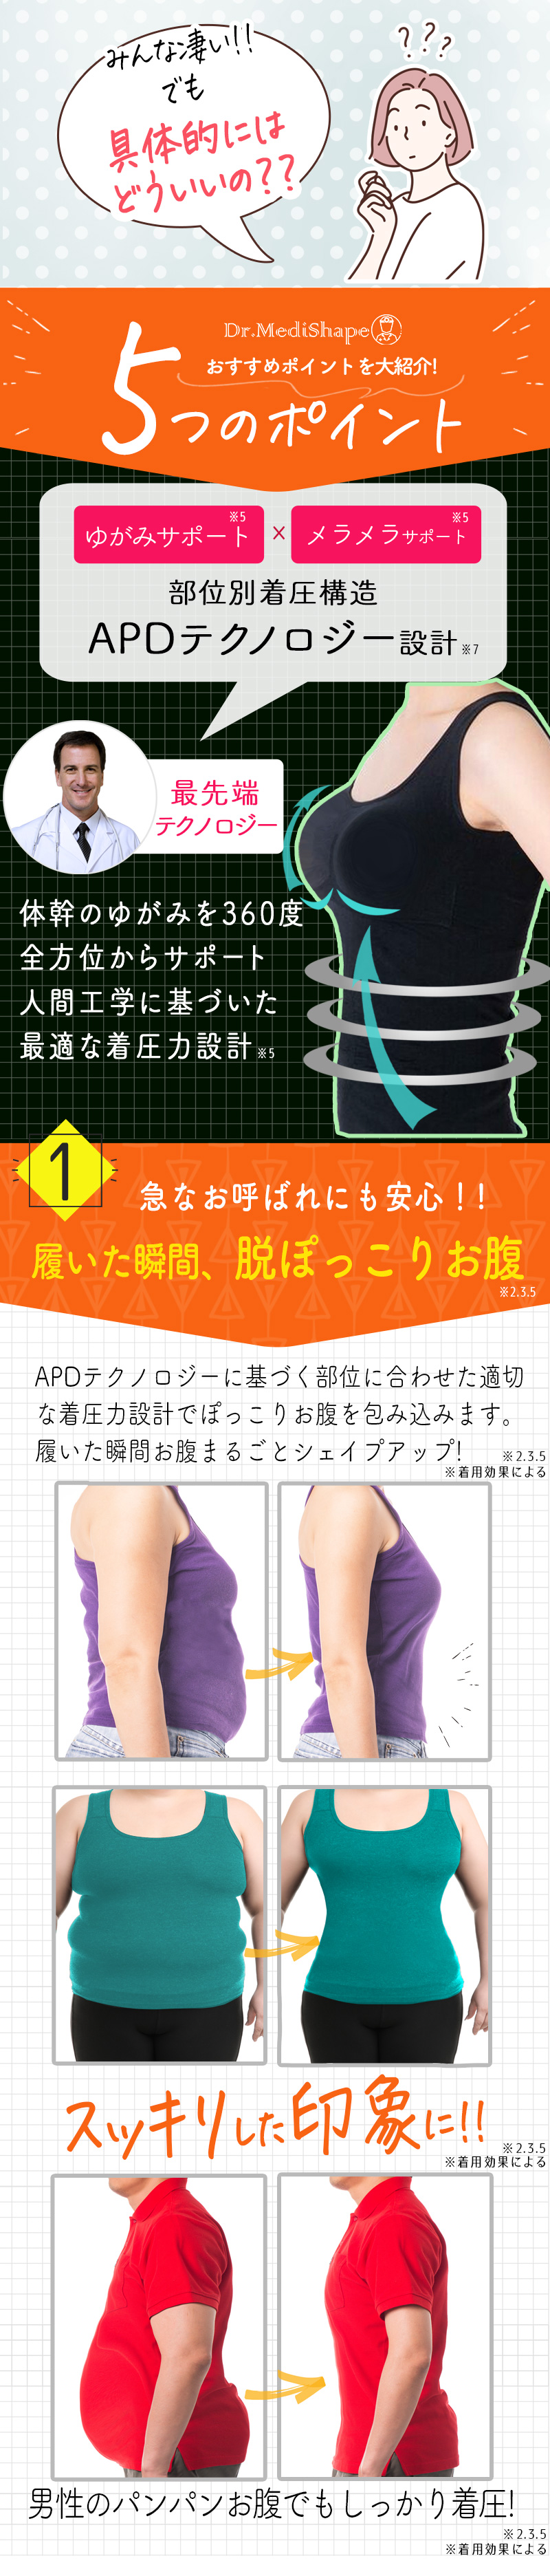 みんな凄い!!
でも
具体的には
どういいの??
???
Dr.MediShape
おすすめポイントを大紹介!
5つのポイント
ゆがみサポート※5 × メラメラサポート※5
部位別着圧構造
APDテクノロジー設計※7
最先端
テクノロジー
体幹のゆがみを360度
全方位からサポート
人間工学に基づいた
最適な着圧力設計※5
1
急なお呼ばれにも安心!!
履いた瞬間、脱ぽっこりお腹
※2.3.5
APDテクノロジーに基づく部位に合わせた適切
な着圧力設計でぽっこりお腹を包み込みます。
履いた瞬間お腹まるごとシェイプアップ!
※2.3.5
※着用効果による
スッキリした印象に!!
※2.3.5
※着用効果による
男性のパンパンお腹でもしっかり着圧!
※2.3.5
※着用効果による